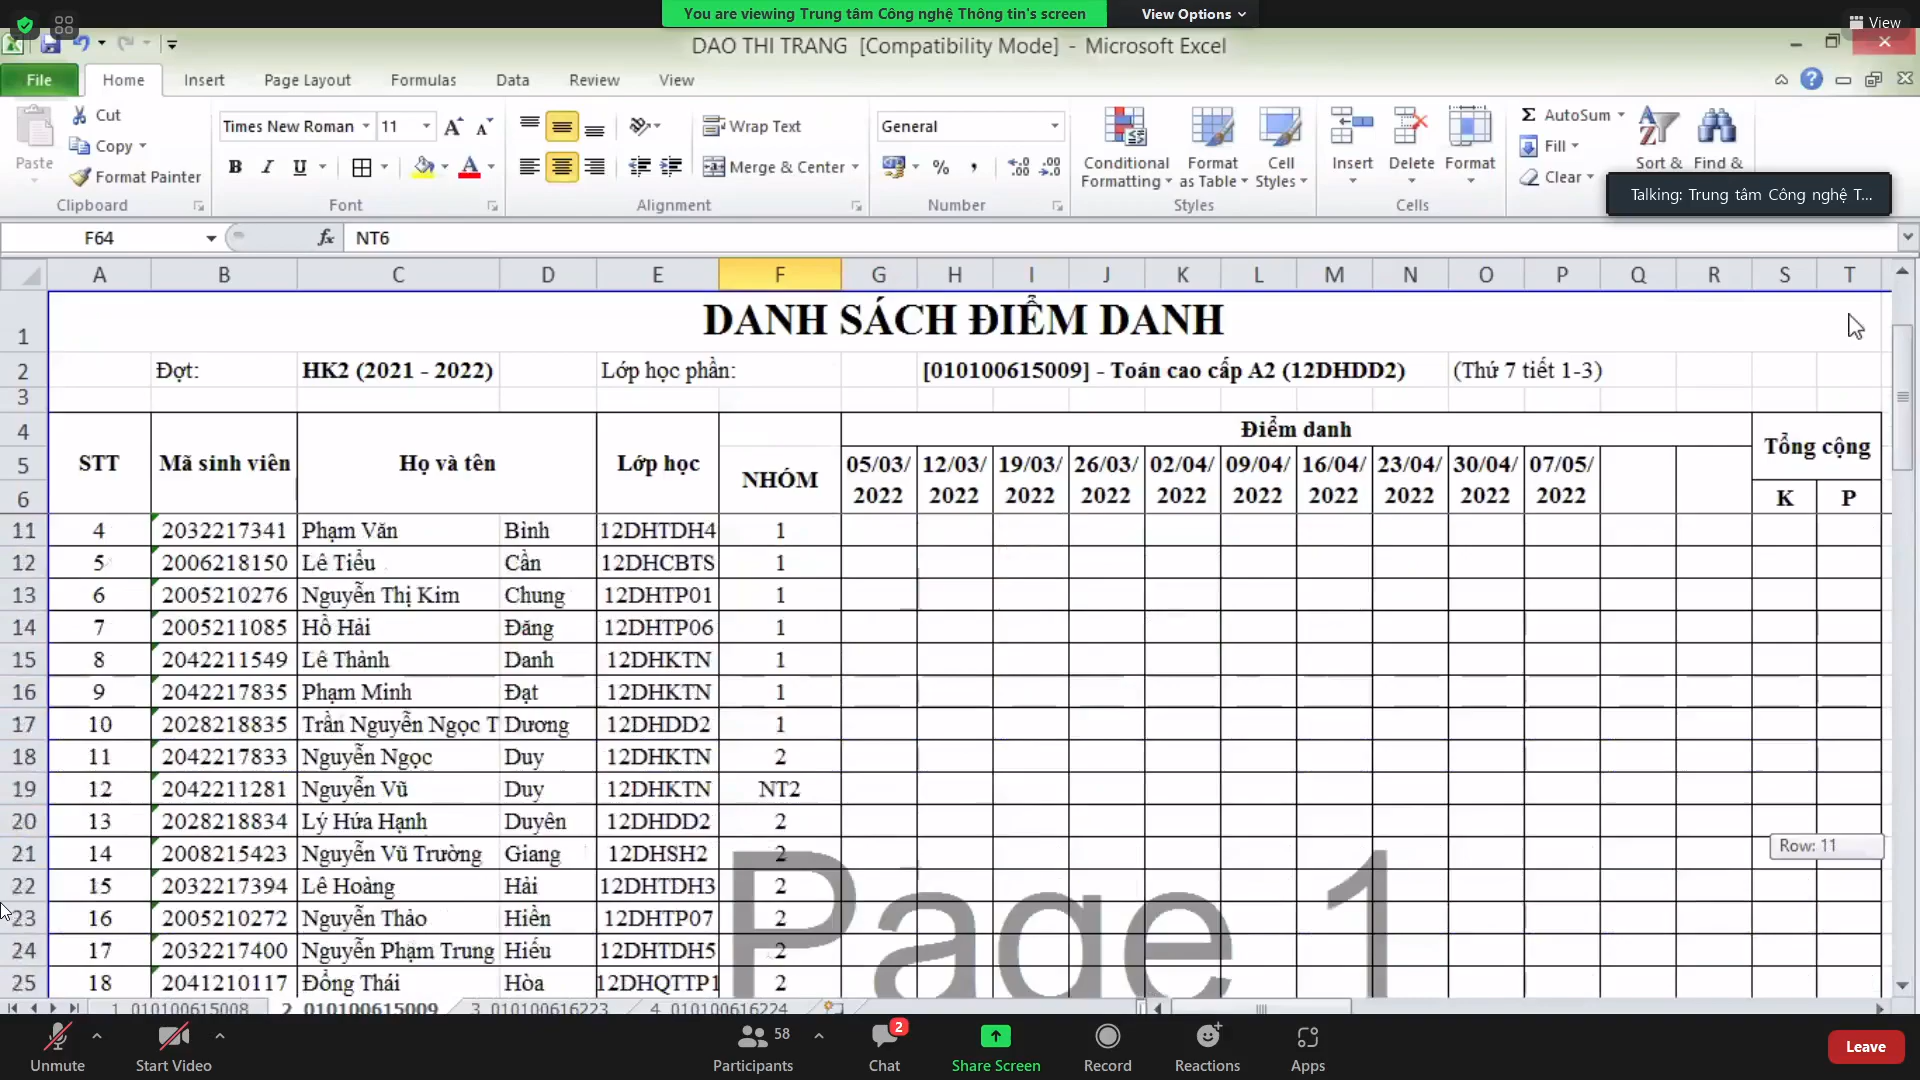 You are viewing Trung tâm Công nghệ Thông tin's screen View Options
View
DAO THI TRANG [Compatibility Mode] - Microsoft Excel
File Home Insert Page Layout Formulas Data Review View
Paste Cut Copy Format Painter
Times New Roman 11
B I U
Wrap Text
Merge & Center
General
Conditional Formatting Format as Table Cell Styles
Insert Delete Format
AutoSum Fill Clear
Sort & Find &
Clipboard Font Alignment Number Styles Cells
Talking: Trung tâm Công nghệ T...
F64 fx NT6
A B C D E F G H I J K L M N O P Q R S T
1 DANH SÁCH ĐIỂM DANH
2 Đợt: HK2 (2021 - 2022) Lớp học phần: [010100615009] - Toán cao cấp A2 (12DHDD2) (Thứ 7 tiết 1-3)
3
4 Điểm danh
5
6
STT Mã sinh viên Họ và tên Lớp học NHÓM 05/03/2022 12/03/2022 19/03/2022 26/03/2022 02/04/2022 09/04/2022 16/04/2022 23/04/2022 30/04/2022 07/05/2022 Tổng cộng
K P
11 4 2032217341 Phạm Văn Bình 12DHTDH4 1
12 5 2006218150 Lê Tiểu Cần 12DHCBTS 1
13 6 2005210276 Nguyễn Thị Kim Chung 12DHTP01 1
14 7 2005211085 Hồ Hải Đăng 12DHTP06 1
15 8 2042211549 Lê Thành Danh 12DHKTN 1
16 9 2042217835 Phạm Minh Đạt 12DHKTN 1
17 10 2028218835 Trần Nguyễn Ngọc T Dương 12DHDD2 1
18 11 2042217833 Nguyễn Ngọc Duy 12DHKTN 2
19 12 2042211281 Nguyễn Vũ Duy 12DHKTN NT2
20 13 2028218834 Lý Hứa Hạnh Duyên 12DHDD2 2
21 14 2008215423 Nguyễn Vũ Trường Giang 12DHSH2 2
22 15 2032217394 Lê Hoàng Hải 12DHTDH3 2
23 16 2005210272 Nguyễn Thảo Hiền 12DHTP07 2
24 17 2032217400 Nguyễn Phạm Trung Hiếu 12DHTDH5 2
25 18 2041210117 Đồng Thái Hòa 12DHQTTP1 2
Page 1
Row: 11
1_010100615008 2_010100615009 3_010100616223 4_010100616224
Unmute Start Video 58 Participants 2 Chat Share Screen Record Reactions Apps Leave